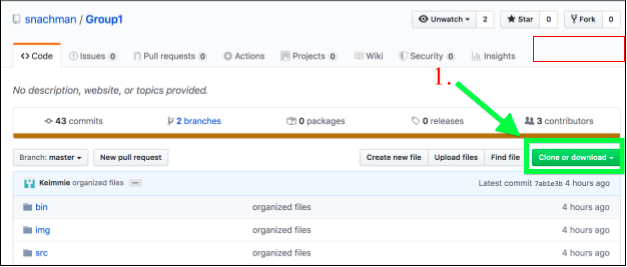 snachman / Group1
Unwatch 2 Star 0 Fork 0
Code Issues 0 Pull requests 0 Actions Projects 0 Wiki Security 0 Insights
1.
No description, website, or topics provided.
43 commits 2 branches 0 packages 0 releases 3 contributors
Branch: master New pull request Create new file Upload files Find file Clone or download
Keimmie organized files Latest commit 7ab1e3b 4 hours ago
bin organized files 4 hours ago
img organized files 4 hours ago
src organized files 4 hours ago